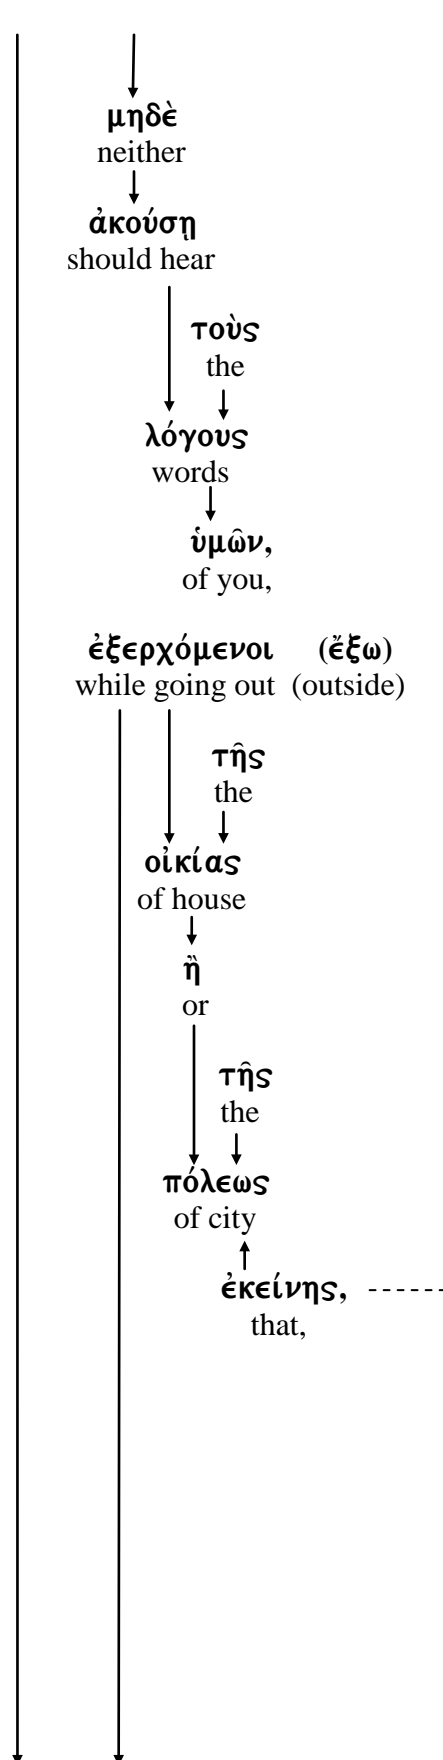 μηδὲ
neither
ἀκούσῃ
should hear
τοὺς
the
λόγους
words
ὑμῶν,
of you,
ἐξερχόμενοι (ἔξω)
while going out (outside)
τῆς
the
οἰκίας
of house
ἢ
or
τῆς
the
πόλεως
of city
ἐκείνης,
that,